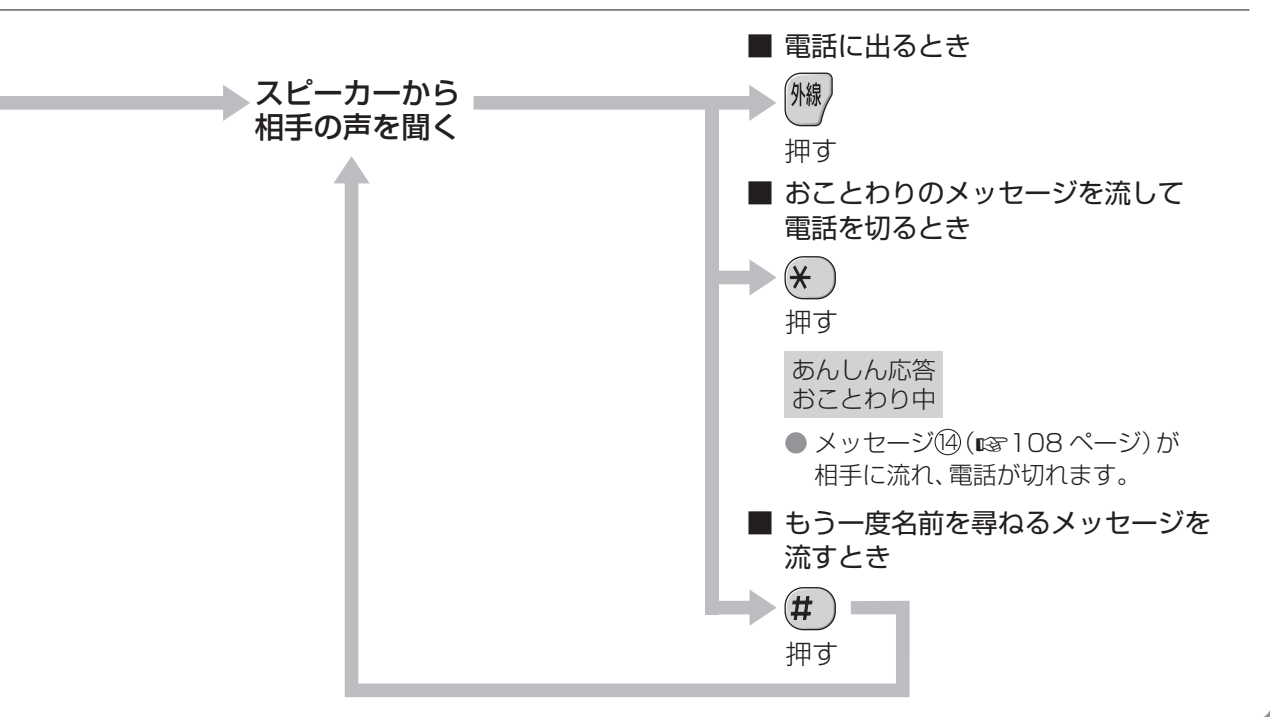 スピーカーから
相手の声を聞く
■ 電話に出るとき
外線
押す
■ おことわりのメッセージを流して
電話を切るとき
＊
押す
あんしん応答
おことわり中
● メッセージ⑭（☞108 ページ）が
相手に流れ、電話が切れます。
■ もう一度名前を尋ねるメッセージを
流すとき
＃
押す